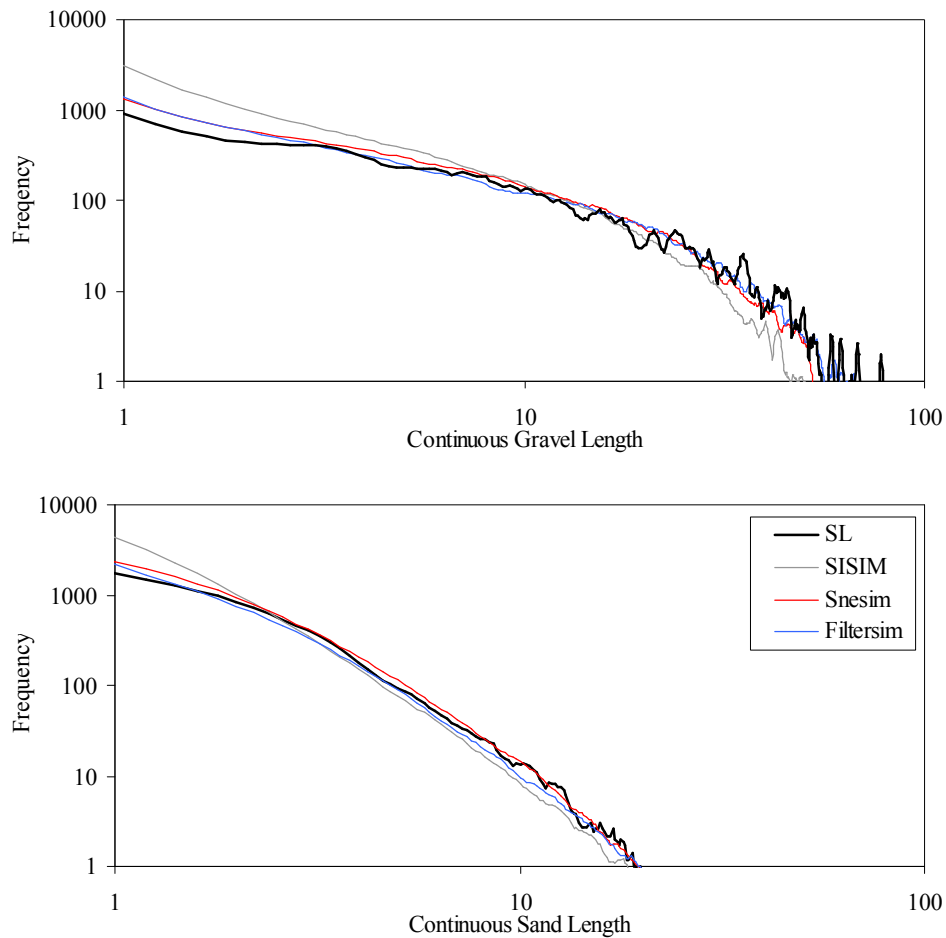 10000
1000
100
10
1
Freqency
1
10
100
Continuous Gravel Length
10000
1000
100
10
1
Frequency
SL
SISIM
Snesim
Filtersim
1
10
100
Continuous Sand Length